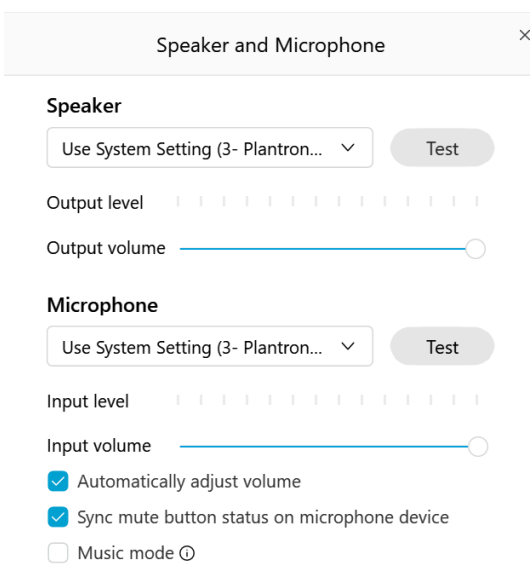 Speaker and Microphone
Speaker
Use System Setting (3- Plantron...
Test
Output level
Output volume
Microphone
Use System Setting (3- Plantron...
Test
Input level
Input volume
Automatically adjust volume
Sync mute button status on microphone device
Music mode